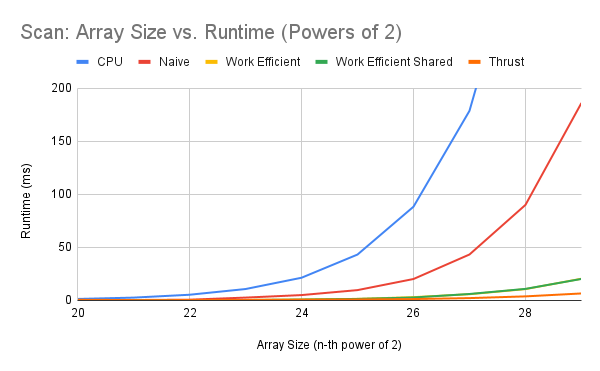 Scan: Array Size vs. Runtime (Powers of 2)
CPU Naive Work Efficient Work Efficient Shared Thrust
200
150
100
50
0
Runtime (ms)
20 22 24 26 28
Array Size (n-th power of 2)